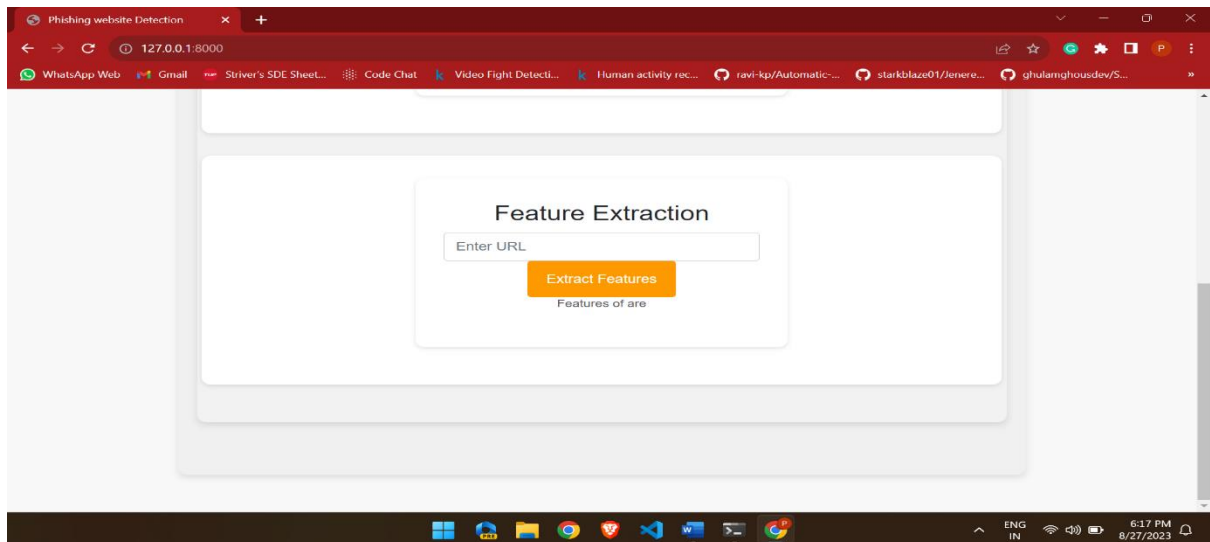 Phishing website Detection
127.0.0.1:8000
WhatsApp Web Gmail Striver's SDE Sheet... Code Chat k Video Fight Detecti... k Human activity rec... ravi-kp/Automatic-... starkblaze01/Jenere... ghulamghousdev/S... »
Feature Extraction
Enter URL
Extract Features
Features of are
ENG
IN
6:17 PM
8/27/2023